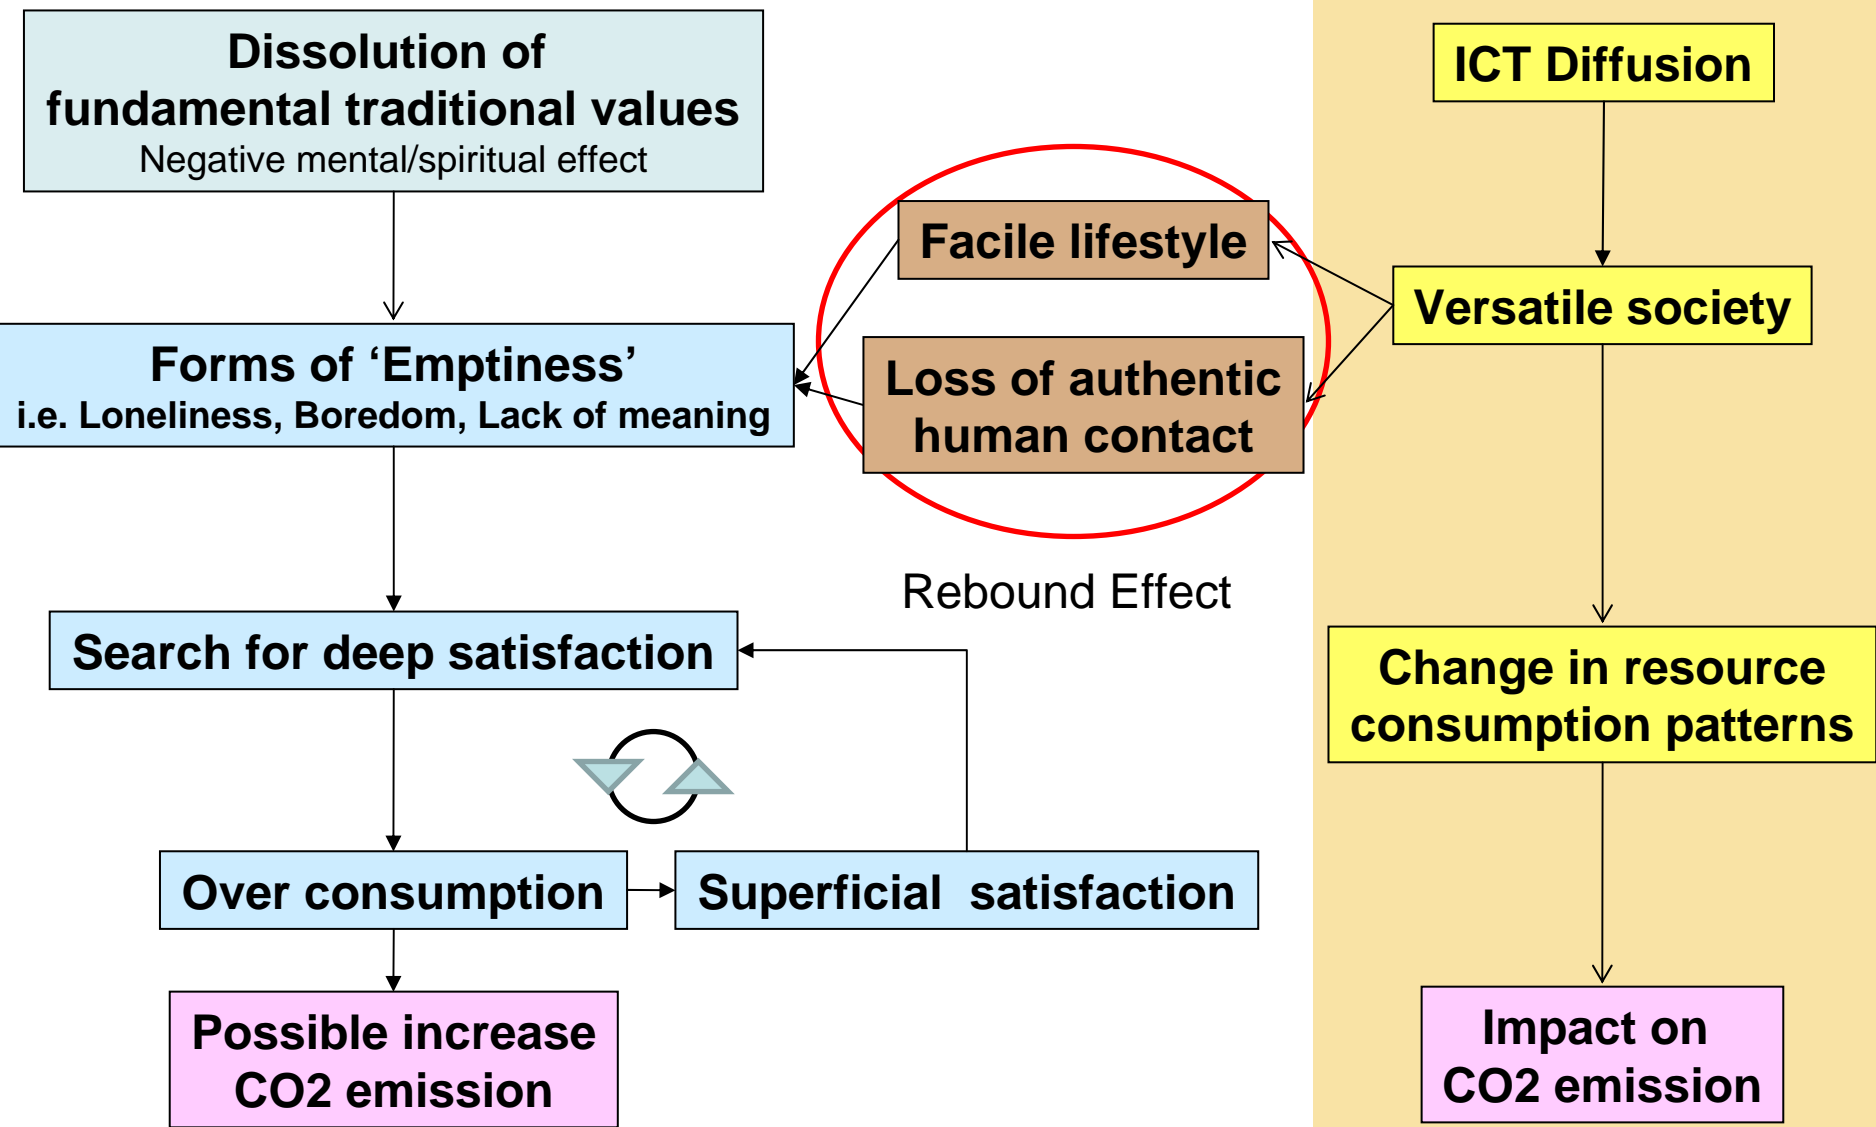 Dissolution of
fundamental traditional values
Negative mental/spiritual effect
Forms of ‘Emptiness’
i.e. Loneliness, Boredom, Lack of meaning
Search for deep satisfaction
Over consumption
Superficial satisfaction
Possible increase
CO2 emission
Facile lifestyle
Loss of authentic
human contact
Rebound Effect
ICT Diffusion
Versatile society
Change in resource
consumption patterns
Impact on
CO2 emission